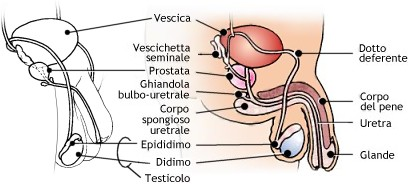 Vescica
Vescichetta
seminale
Prostata
Ghiandola
bulbo-uretrale
Corpo
spongioso
uretrale
Epididimo
Didimo
Testicolo
Dotto
deferente
Corpo
del pene
Uretra
Glande